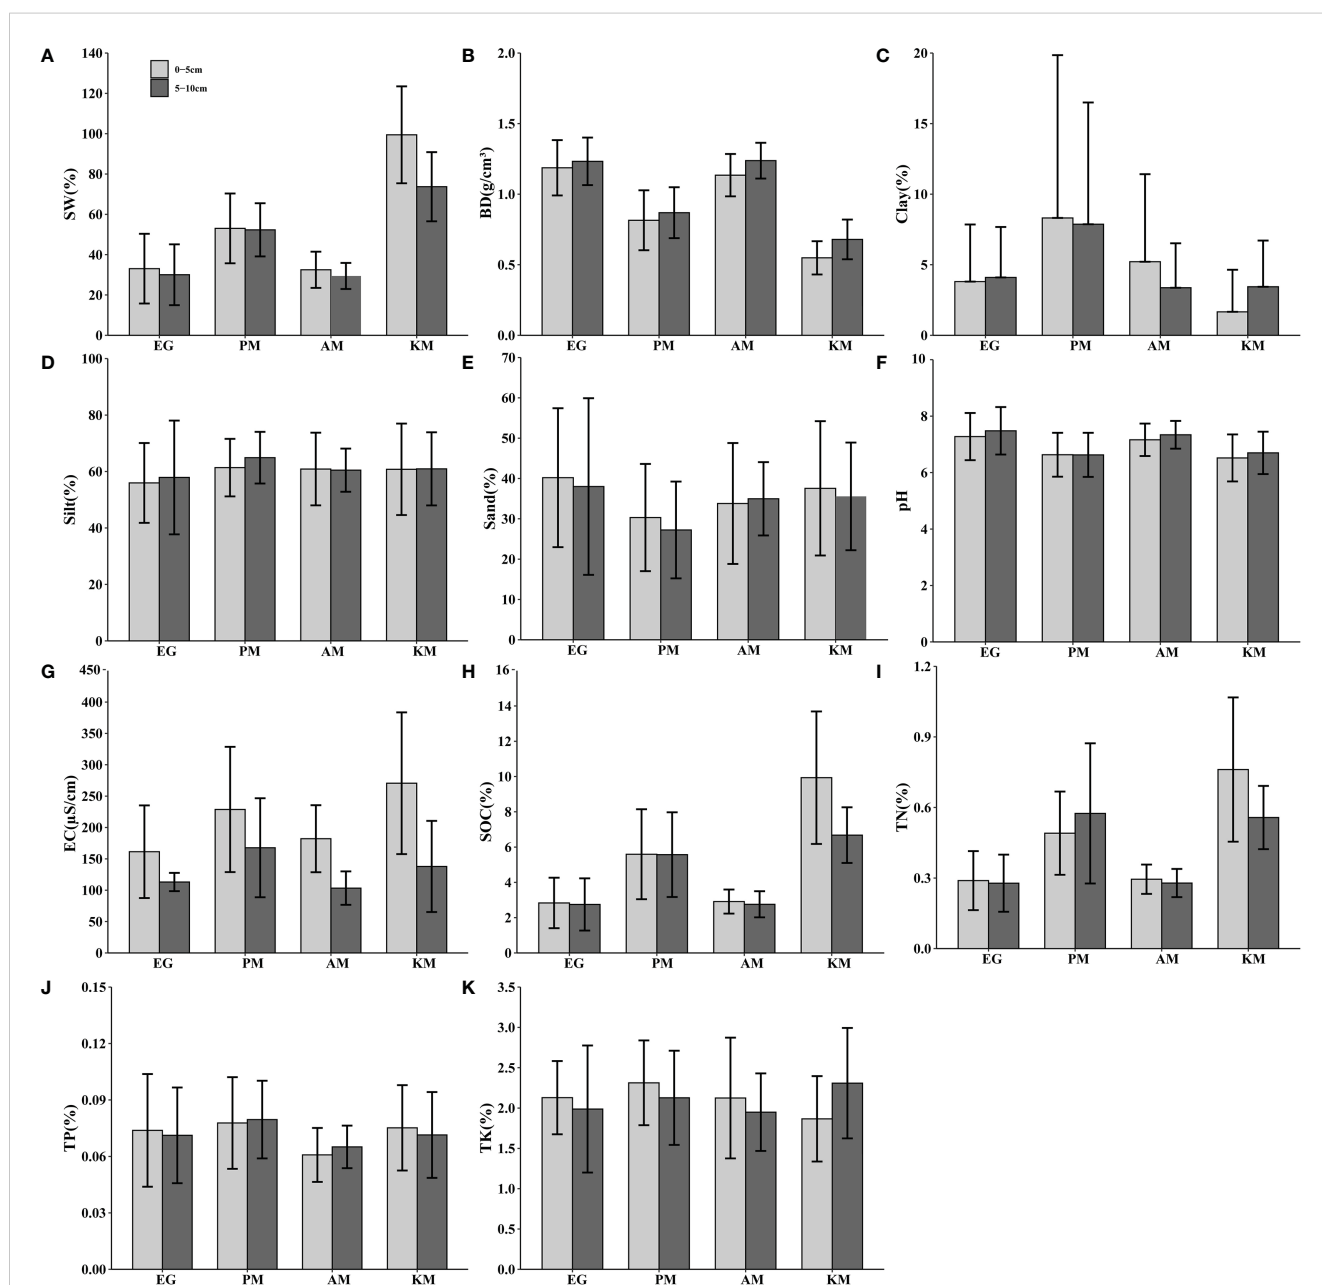 A
140
120
100
80
60
40
20
0
SW(%)
0−5cm
5−10cm
EG PM AM KM
B
2.0
1.5
1.0
0.5
0.0
BD(g/cm³)
EG PM AM KM
C
20
15
10
5
0
Clay(%)
EG PM AM KM
D
100
80
60
40
20
0
Silt(%)
EG PM AM KM
E
70
60
50
40
30
20
10
0
Sand(%)
EG PM AM KM
F
10
8
6
4
2
0
pH
EG PM AM KM
G
450
400
350
300
250
200
150
100
50
0
EC(μS/cm)
EG PM AM KM
H
16
14
12
10
8
6
4
2
0
SOC(%)
EG PM AM KM
I
1.2
0.9
0.6
0.3
0.0
TN(%)
EG PM AM KM
J
0.15
0.12
0.09
0.06
0.03
0.00
TP(%)
EG PM AM KM
K
3.5
3.0
2.5
2.0
1.5
1.0
0.5
0.0
TK(%)
EG PM AM KM